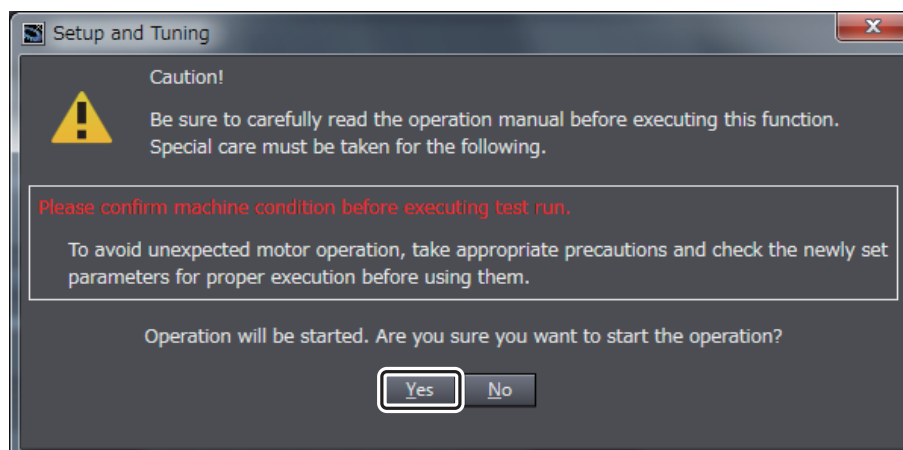 Setup and Tuning
Caution!
Be sure to carefully read the operation manual before executing this function.
Special care must be taken for the following.
Please confirm machine condition before executing test run.
To avoid unexpected motor operation, take appropriate precautions and check the newly set
parameters for proper execution before using them.
Operation will be started. Are you sure you want to start the operation?
Yes No